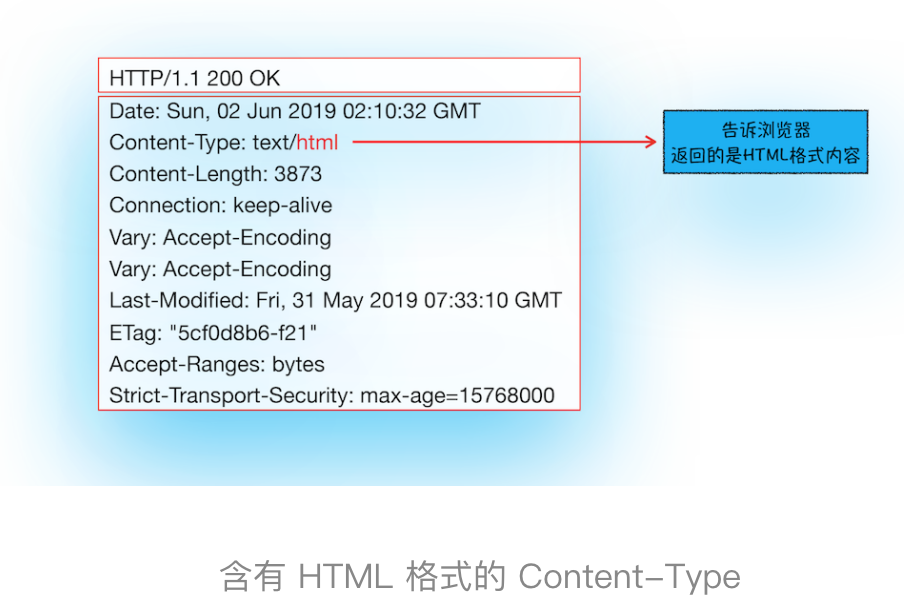 HTTP/1.1 200 OK
Date: Sun, 02 Jun 2019 02:10:32 GMT
Content-Type: text/html
告诉浏览器
返回的是HTML格式内容
Content-Length: 3873
Connection: keep-alive
Vary: Accept-Encoding
Vary: Accept-Encoding
Last-Modified: Fri, 31 May 2019 07:33:10 GMT
ETag: "5cf0d8b6-f21"
Accept-Ranges: bytes
Strict-Transport-Security: max-age=15768000
含有 HTML 格式的 Content-Type